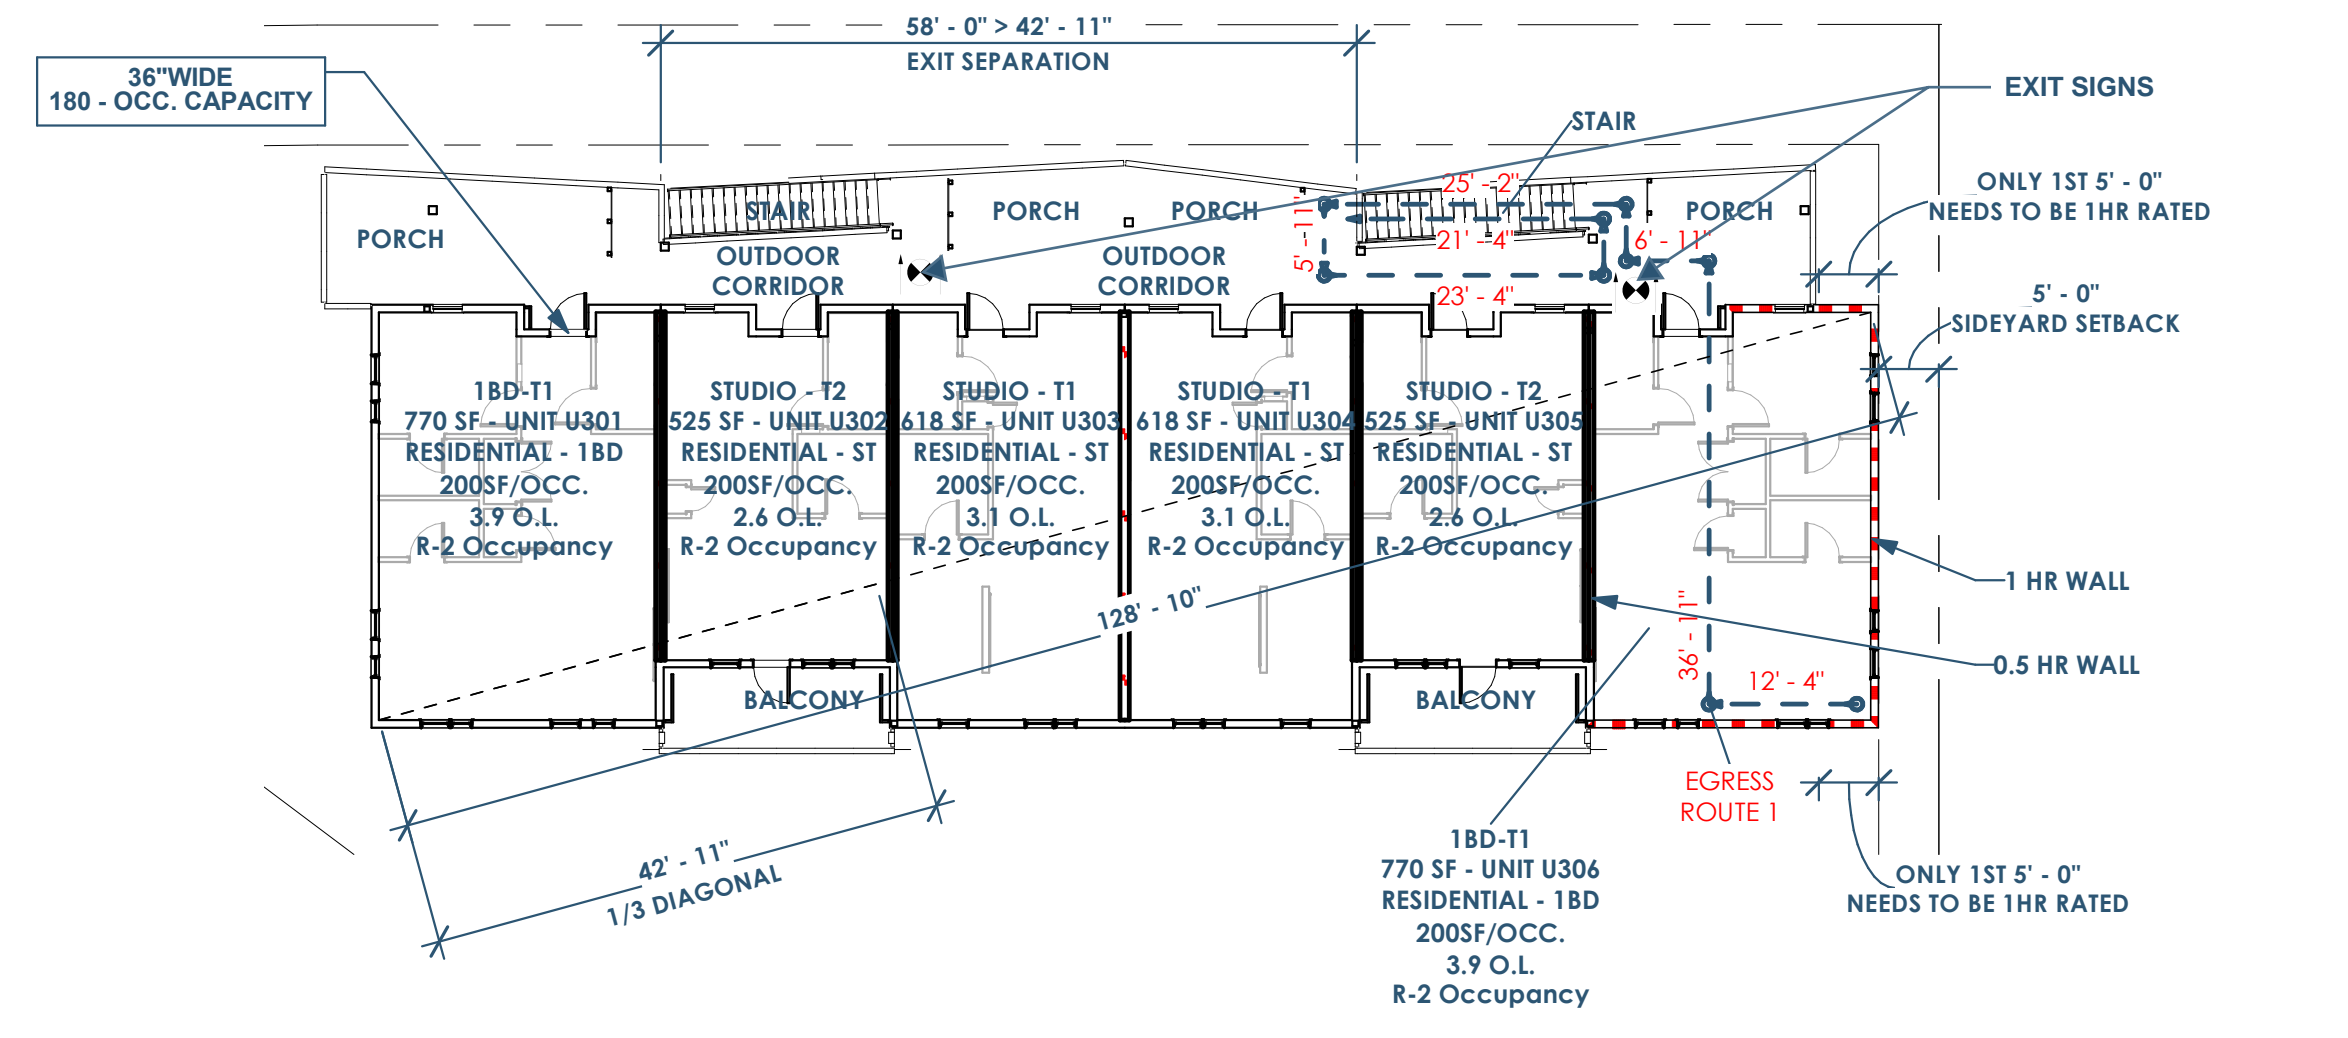 58' - 0" > 42' - 11"
EXIT SEPARATION
36"WIDE
180 - OCC. CAPACITY
EXIT SIGNS
STAIR
ONLY 1ST 5' - 0"
NEEDS TO BE 1HR RATED
5' - 0"
SIDEYARD SETBACK
PORCH
STAIR
OUTDOOR
CORRIDOR
PORCH
PORCH
OUTDOOR
CORRIDOR
25' - 2"
5' - 11"
21' - 4"
23' - 4"
6' - 11"
PORCH
1BD-T1
770 SF - UNIT U301
RESIDENTIAL - 1BD
200SF/OCC.
3.9 O.L.
R-2 Occupancy
STUDIO - T2
525 SF - UNIT U302
RESIDENTIAL - ST
200SF/OCC.
2.6 O.L.
R-2 Occupancy
STUDIO - T1
618 SF - UNIT U303
RESIDENTIAL - ST
200SF/OCC.
3.1 O.L.
R-2 Occupancy
STUDIO - T1
618 SF - UNIT U304
RESIDENTIAL - ST
200SF/OCC.
3.1 O.L.
R-2 Occupancy
STUDIO - T2
525 SF - UNIT U305
RESIDENTIAL - ST
200SF/OCC.
2.6 O.L.
R-2 Occupancy
128' - 10"
36' - 11"
12' - 4"
1 HR WALL
0.5 HR WALL
BALCONY
BALCONY
EGRESS
ROUTE 1
42' - 11"
1/3 DIAGONAL
1BD-T1
770 SF - UNIT U306
RESIDENTIAL - 1BD
200SF/OCC.
3.9 O.L.
R-2 Occupancy
ONLY 1ST 5' - 0"
NEEDS TO BE 1HR RATED